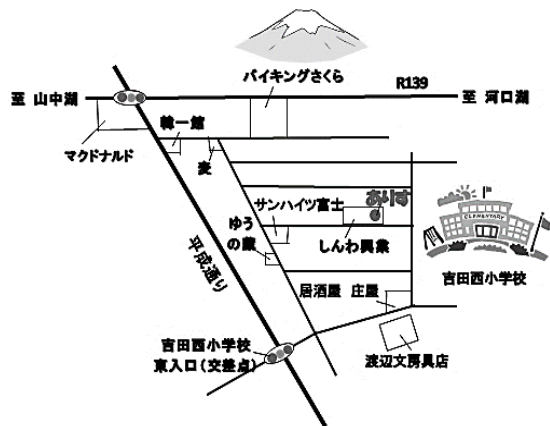 バイキングさくら
R139
至 山中湖
至 河口湖
マクドナルド
韓一館
麦
サンハイツ富士
ありす
ELEMENTARY
ゆう
の蔵
しんわ興業
平成通り
吉田西小学校
居酒屋 庄屋
吉田西小学校
東入口(交差点)
渡辺文房具店